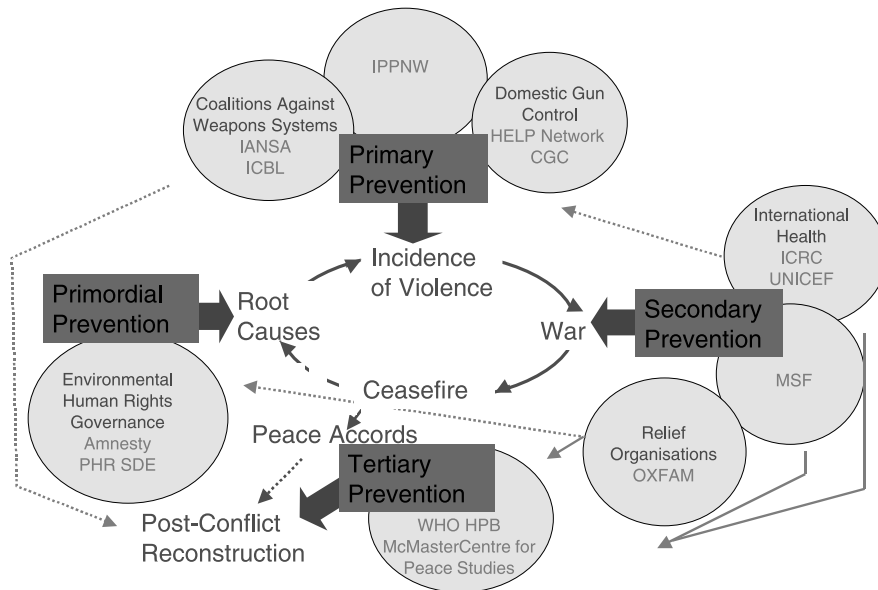 IPPNW
Coalitions Against
Weapons Systems
IANSA
ICBL
Domestic Gun
Control
HELP Network
CGC
Primary
Prevention
International
Health
ICRC
UNICEF
Incidence
of Violence
Primordial
Prevention
Root
Causes
War
Secondary
Prevention
MSF
Environmental
Human Rights
Governance
Amnesty
PHR SDE
Ceasefire
Peace Accords
Relief
Organisations
OXFAM
Tertiary
Prevention
Post-Conflict
Reconstruction
WHO HPB
McMasterCentre for
Peace Studies